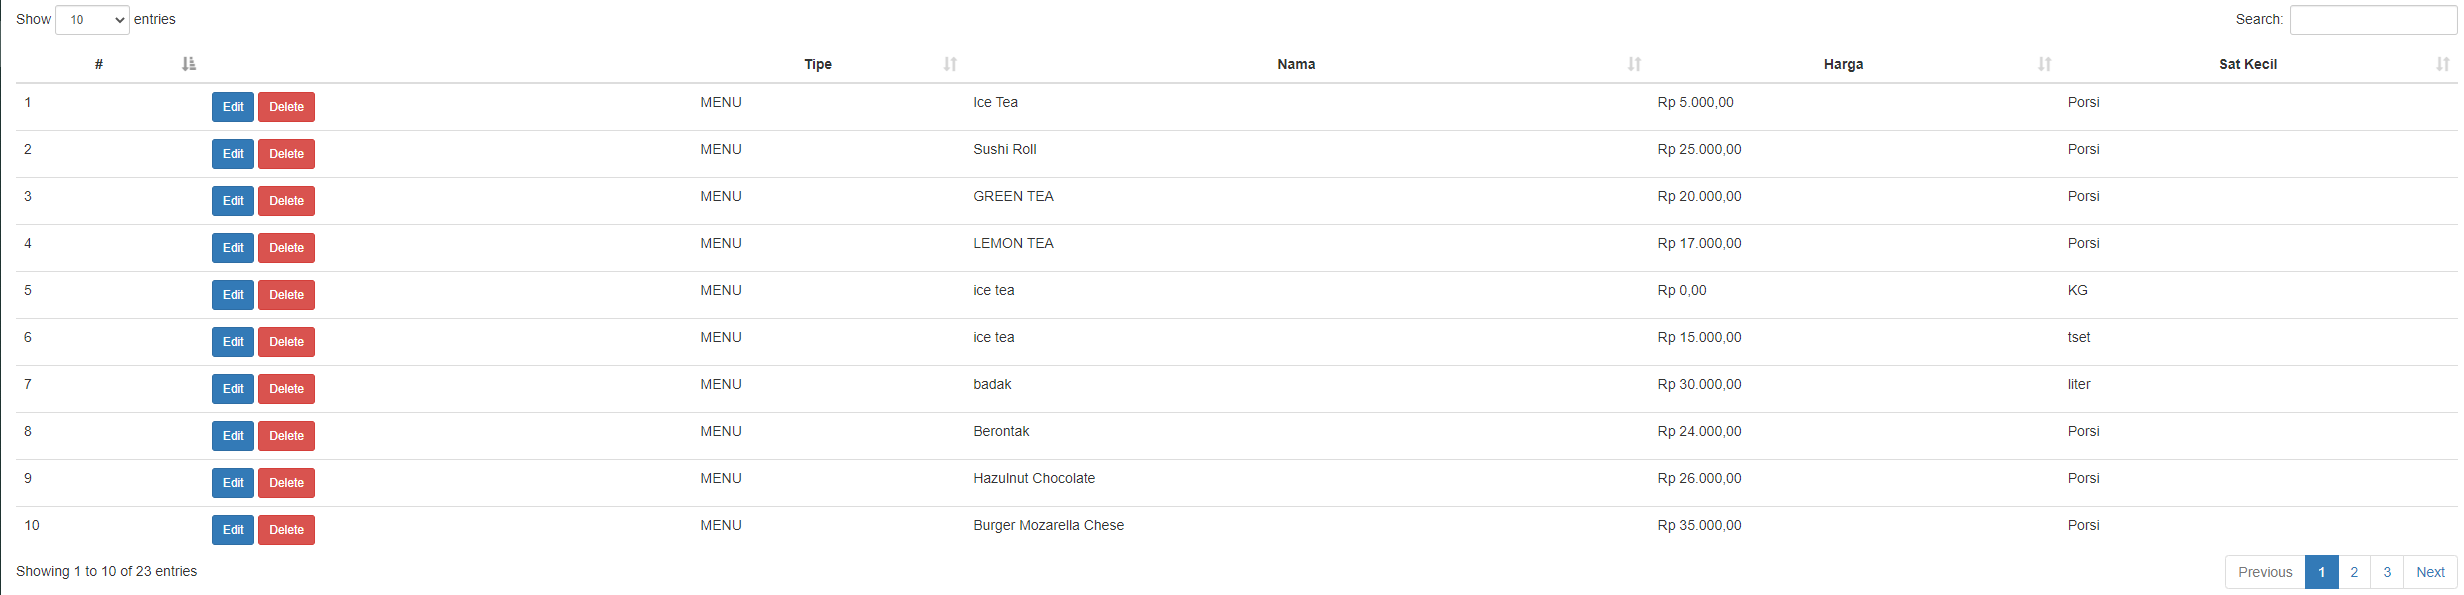 Show 10 entries Search:
# Tipe Nama Harga Sat Kecil
1 Edit Delete MENU Ice Tea Rp 5.000,00 Porsi
2 Edit Delete MENU Sushi Roll Rp 25.000,00 Porsi
3 Edit Delete MENU GREEN TEA Rp 20.000,00 Porsi
4 Edit Delete MENU LEMON TEA Rp 17.000,00 Porsi
5 Edit Delete MENU ice tea Rp 0,00 KG
6 Edit Delete MENU ice tea Rp 15.000,00 tset
7 Edit Delete MENU badak Rp 30.000,00 liter
8 Edit Delete MENU Berontak Rp 24.000,00 Porsi
9 Edit Delete MENU Hazulnut Chocolate Rp 26.000,00 Porsi
10 Edit Delete MENU Burger Mozarella Chese Rp 35.000,00 Porsi
Showing 1 to 10 of 23 entries Previous 1 2 3 Next